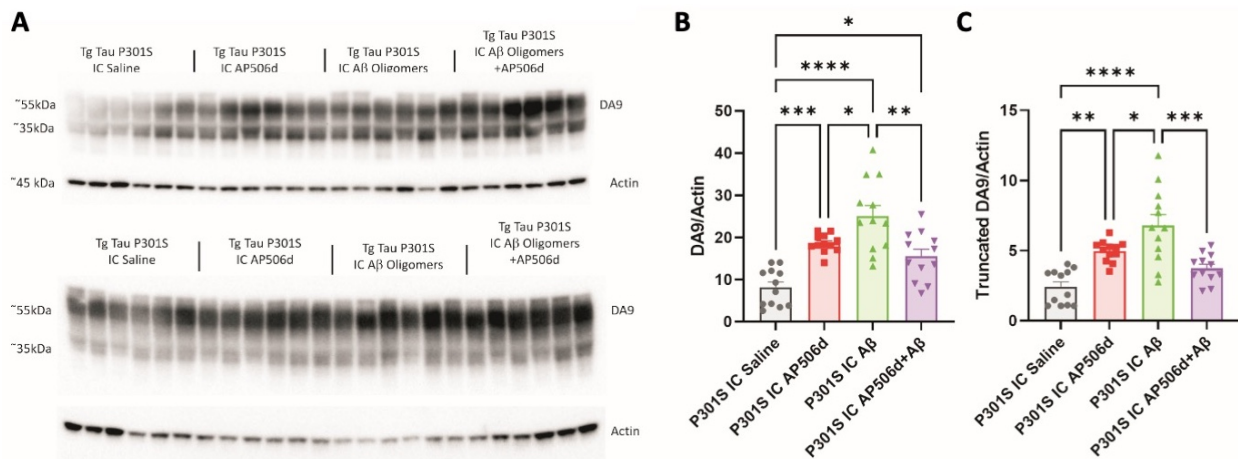 A
Tg Tau P301S
IC Saline
Tg Tau P301S
IC AP506d
Tg Tau P301S
IC Aβ Oligomers
Tg Tau P301S
IC Aβ Oligomers
+AP506d
~55kDa
DA9
~35kDa
~45 kDa
Actin
Tg Tau P301S
IC Saline
Tg Tau P301S
IC AP506d
Tg Tau P301S
IC Aβ Oligomers
Tg Tau P301S
IC Aβ Oligomers
+AP506d
~55kDa
DA9
~35kDa
Actin
B
*
****
*** * **
DA9/Actin
50
40
30
20
10
0
P301S IC Saline
P301S IC AP506d
P301S IC Aβ
P301S IC AP506d+Aβ
C
****
** * ***
Truncated DA9/Actin
15
10
5
0
P301S IC Saline
P301S IC AP506d
P301S IC Aβ
P301S IC AP506d+Aβ